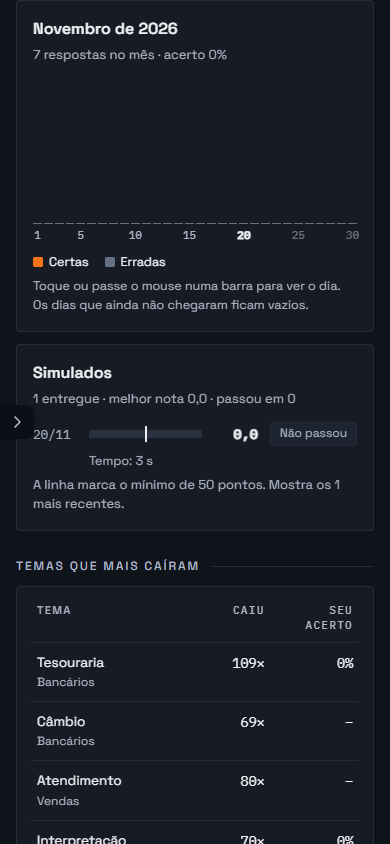 Novembro de 2026
7 respostas no mês · acerto 0%
1 5 10 15 20 25 30
Certas Erradas
Toque ou passe o mouse numa barra para ver o dia.
Os dias que ainda não chegaram ficam vazios.
Simulados
1 entregue · melhor nota 0,0 · passou em 0
20/11 0,0 Não passou
Tempo: 3 s
A linha marca o mínimo de 50 pontos. Mostra os 1
mais recentes.
TEMAS QUE MAIS CAÍRAM
TEMA CAIU SEU
ACERTO
Tesouraria 109× 0%
Bancários
Câmbio 69× —
Bancários
Atendimento 80× —
Vendas
Interpretação 70× 0%